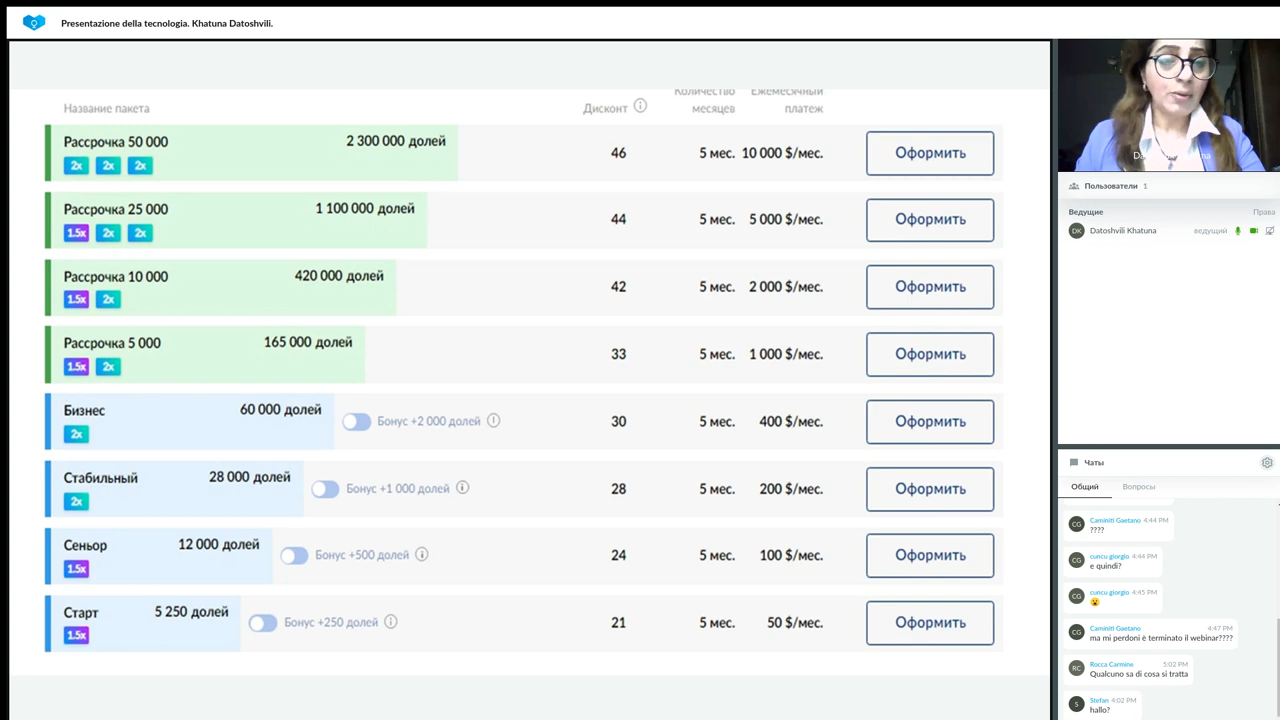 Presentazione della tecnologia. Khatuna Datoshvili.
Название пакета
Дисконт
Количество месяцев
Ежемесячный платеж
Рассрочка 50 000
2 300 000 долей
2x 2x 2x
46
5 мес.
10 000 $/мес.
Оформить
Рассрочка 25 000
1 100 000 долей
1.5x 2x 2x
44
5 мес.
5 000 $/мес.
Оформить
Рассрочка 10 000
420 000 долей
1.5x 2x
42
5 мес.
2 000 $/мес.
Оформить
Рассрочка 5 000
165 000 долей
1.5x 2x
33
5 мес.
1 000 $/мес.
Оформить
Бизнес
60 000 долей
2x
Бонус +2 000 долей
30
5 мес.
400 $/мес.
Оформить
Стабильный
28 000 долей
2x
Бонус +1 000 долей
28
5 мес.
200 $/мес.
Оформить
Сеньор
12 000 долей
1.5x
Бонус +500 долей
24
5 мес.
100 $/мес.
Оформить
Старт
5 250 долей
1.5x
Бонус +250 долей
21
5 мес.
50 $/мес.
Оформить
Пользователи 1
Ведущие
Права
DK
Datoshvili Khatuna
ведущий
Чаты
Общий
Вопросы
CG
Caminiti Gaetano 4:44 PM
????
CG
cuncu giorgio 4:44 PM
e quindi?
CG
cuncu giorgio 4:45 PM
😮
CG
Caminiti Gaetano 4:47 PM
ma mi perdoni è terminato il webinar????
RC
Rocca Carmine 5:02 PM
Qualcuno sa di cosa si tratta
S
Stefan 4:02 PM
hallo?